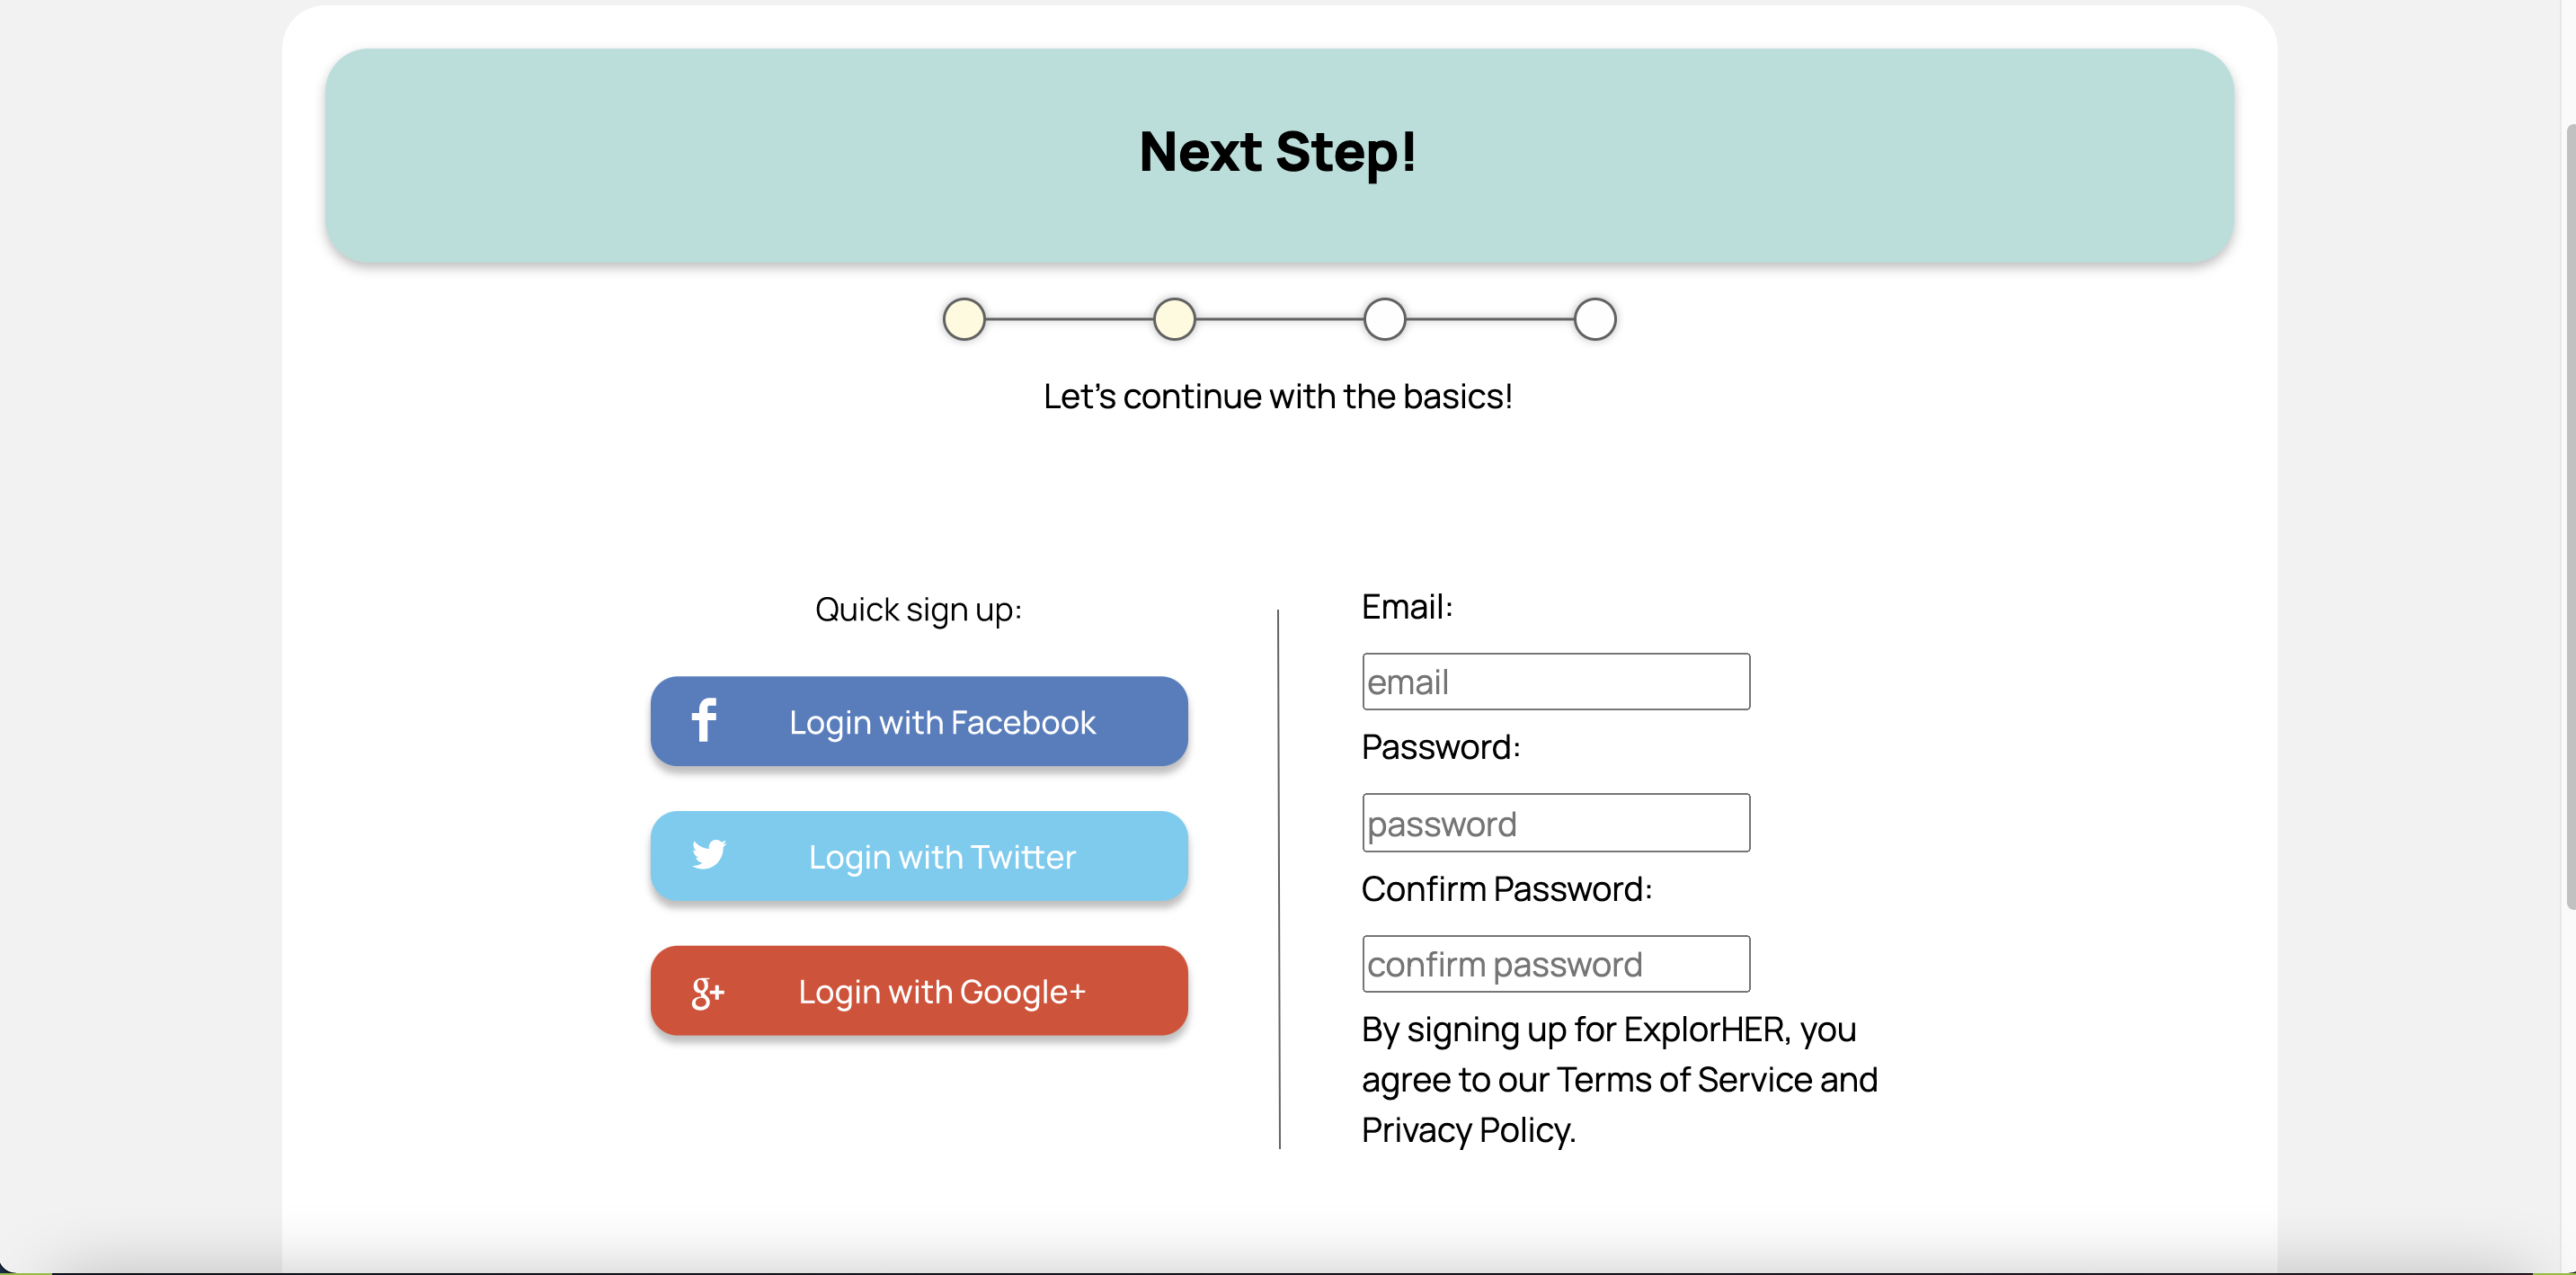 Next Step!
Let's continue with the basics!
Quick sign up:
Login with Facebook
Login with Twitter
g+ Login with Google+
Email:
email
Password:
password
Confirm Password:
confirm password
By signing up for ExplorHER, you
agree to our Terms of Service and
Privacy Policy.